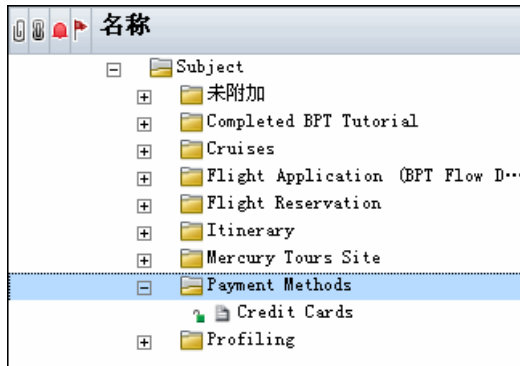 名称
Subject
未附加
Completed BPT Tutorial
Cruises
Flight Application (BPT Flow D…
Flight Reservation
Itinerary
Mercury Tours Site
Payment Methods
Credit Cards
Profiling